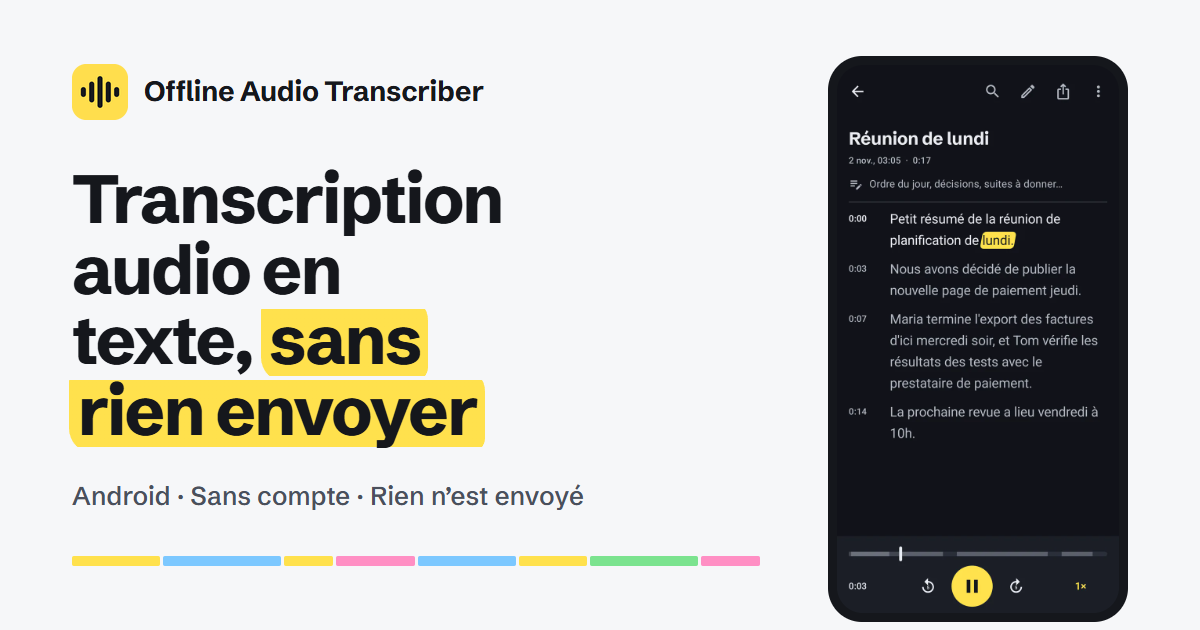 Offline Audio Transcriber
Transcription
audio en
texte, sans
rien envoyer
Android · Sans compte · Rien n’est envoyé
Réunion de lundi
2 nov., 03:05 · 0:17
Ordre du jour, décisions, suites à donner...
0:00 Petit résumé de la réunion de
planification de lundi.
0:03 Nous avons décidé de publier la
nouvelle page de paiement jeudi.
0:07 Maria termine l'export des factures
d'ici mercredi soir, et Tom vérifie les
résultats des tests avec le
prestataire de paiement.
0:14 La prochaine revue a lieu vendredi à
10h.
0:03 1×